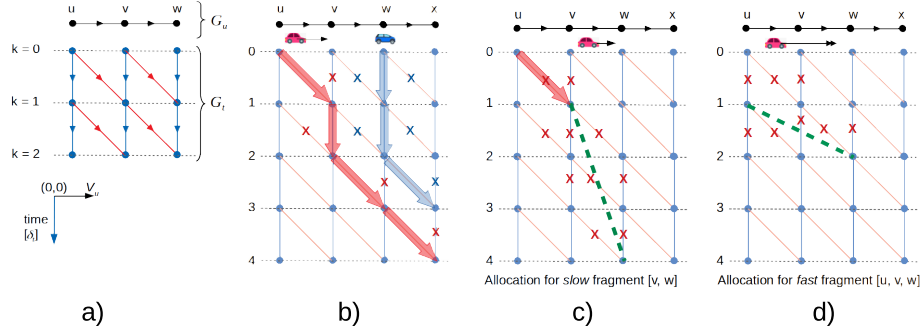 u v w
G_u
k = 0
k = 1
k = 2
G_t
(0,0) V_u
time
[δ_t]
a)
u v w x
0
X X
1
X X X
2
X X
3
X
4
b)
u v w x
0
X X
1
X X X
2
X X X
3
X X
4
Allocation for slow fragment [v, w]
c)
u v w x
0
X X X
1
X
X X X X
2
3
4
Allocation for fast fragment [u, v, w]
d)